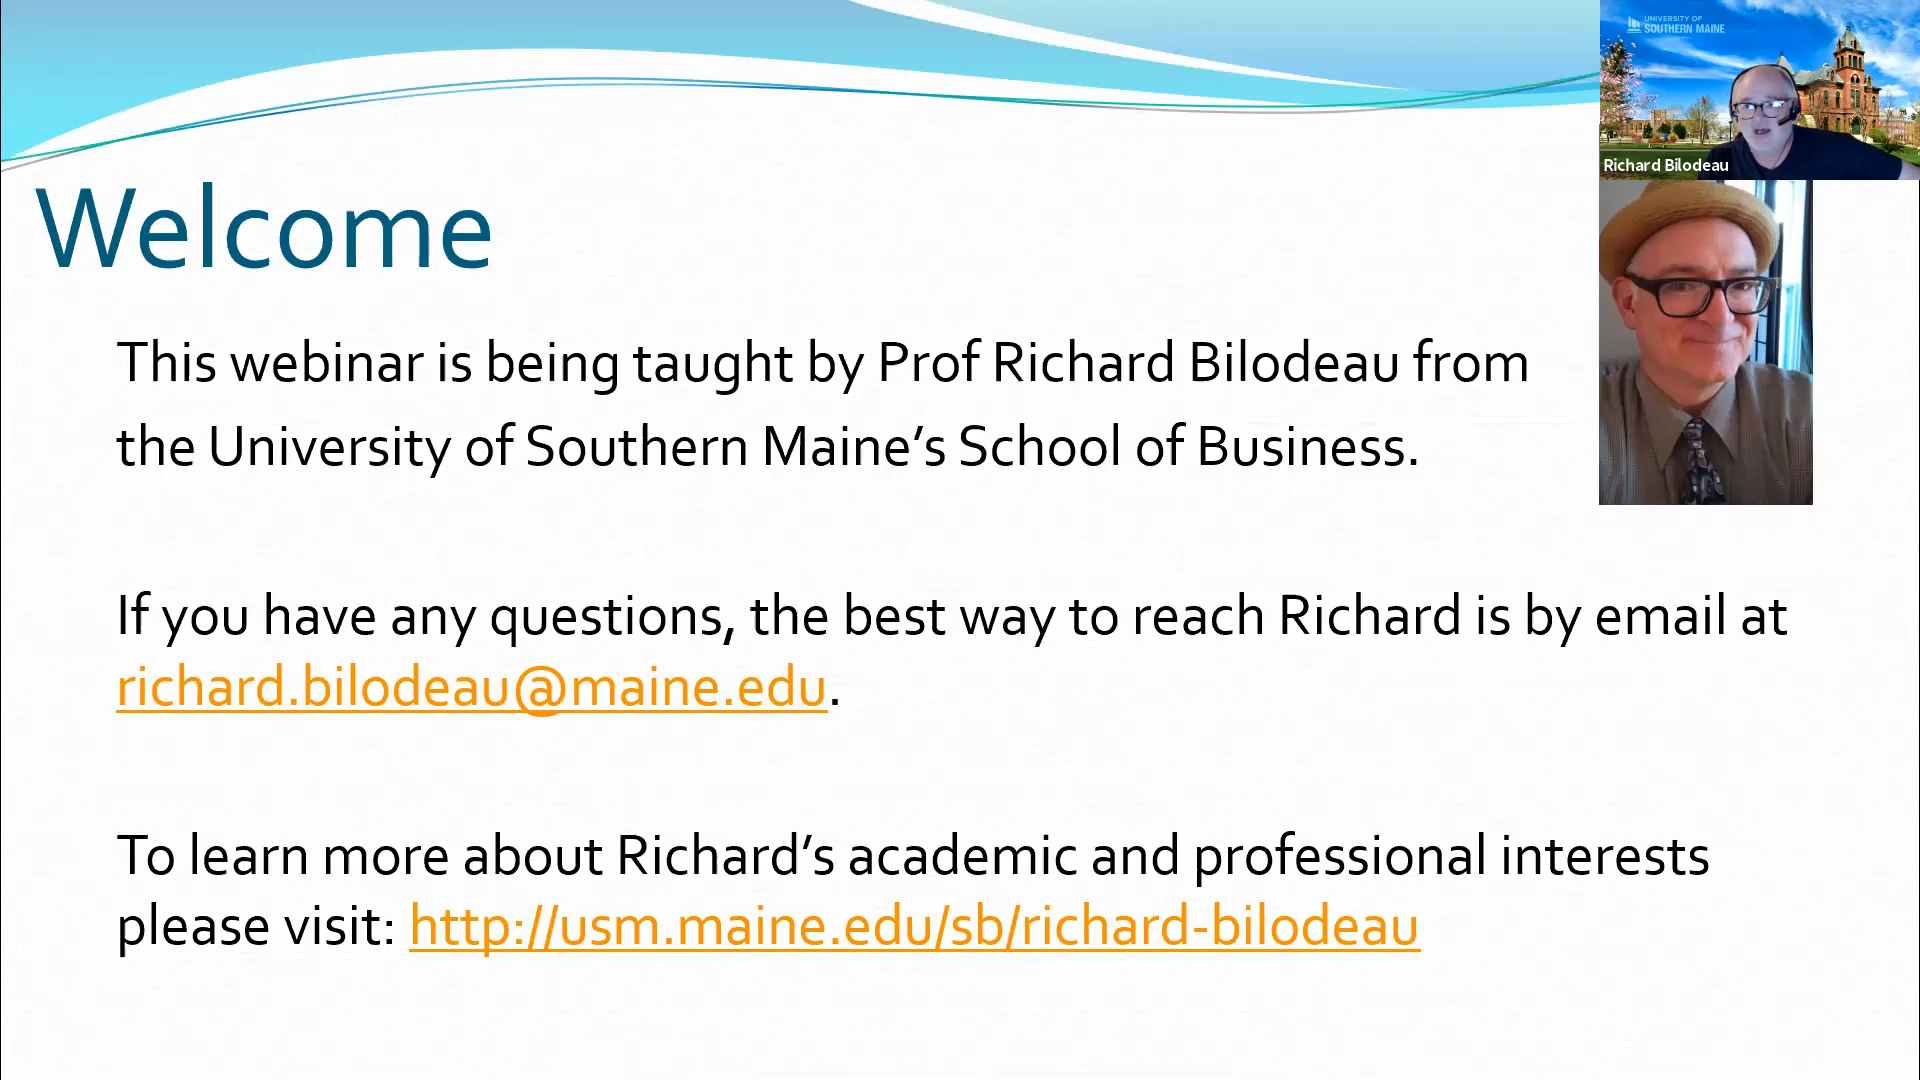 UNIVERSITY OF
SOUTHERN MAINE
Richard Bilodeau
Welcome
This webinar is being taught by Prof Richard Bilodeau from
the University of Southern Maine’s School of Business.
If you have any questions, the best way to reach Richard is by email at
richard.bilodeau@maine.edu.
To learn more about Richard’s academic and professional interests
please visit: http://usm.maine.edu/sb/richard-bilodeau